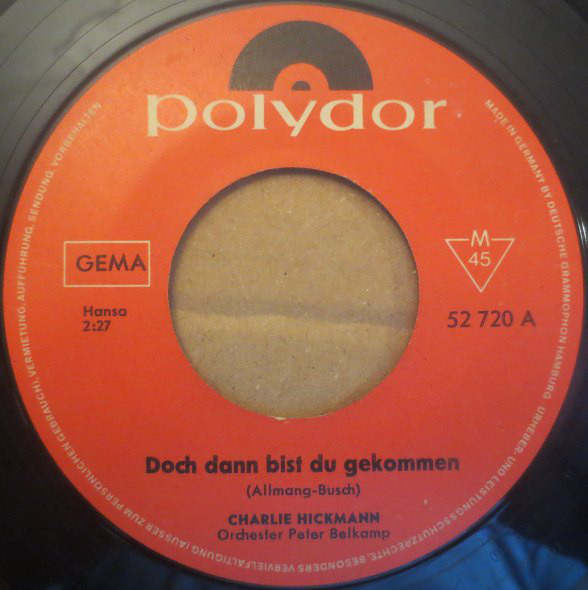 polydor
GEMA
M
45
Hansa
2:27
52 720 A
Doch dann bist du gekommen
(Allmang-Busch)
CHARLIE HICKMANN
Orchester Peter Belkamp
MADE IN GERMANY BY DEUTSCHE GRAMMOPHON HAMBURG. URHEBER- UND LEISTUNGSSCHUTZRECHTE, BESONDERS VERVIELFÄLTIGUNG (AUSSER ZUM PERSÖNLICHEN GEBRAUCH), VERMIETUNG, AUFFÜHRUNG, SENDUNG, VORBEHALTEN